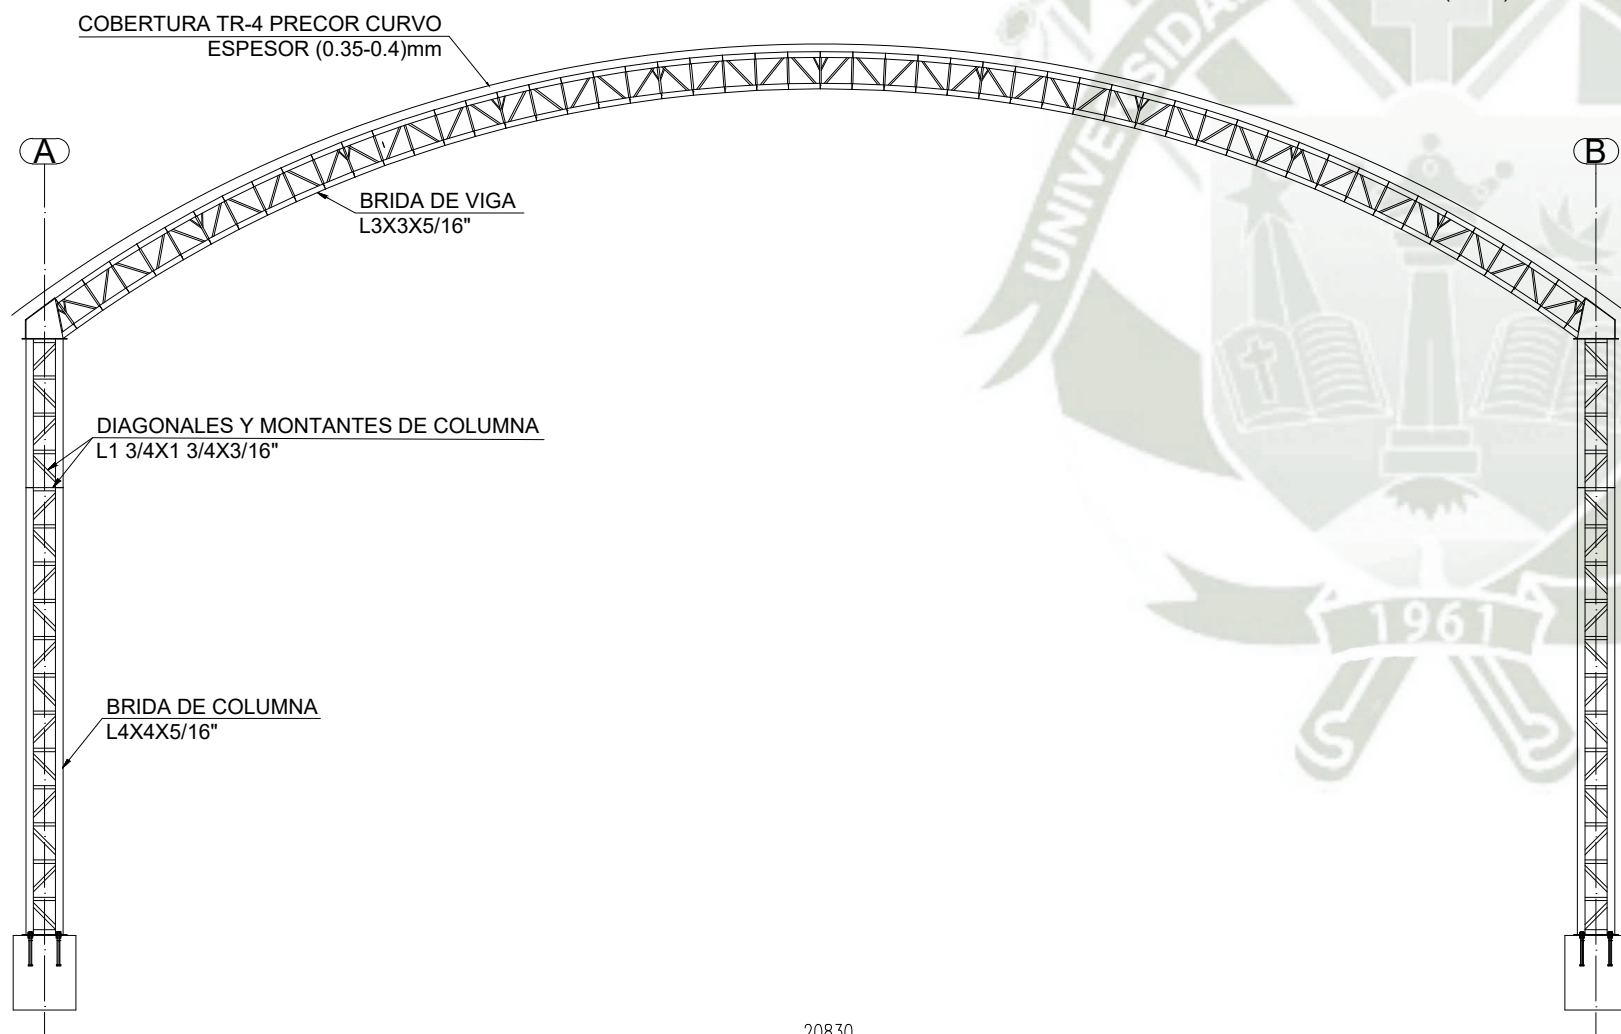 COBERTURA TR-4 PRECOR CURVO
ESPESOR (0.35-0.4)mm
A
B
BRIDA DE VIGA
L3X3X5/16"
DIAGONALES Y MONTANTES DE COLUMNA
L1 3/4X1 3/4X3/16"
BRIDA DE COLUMNA
L4X4X5/16"
1961
20830